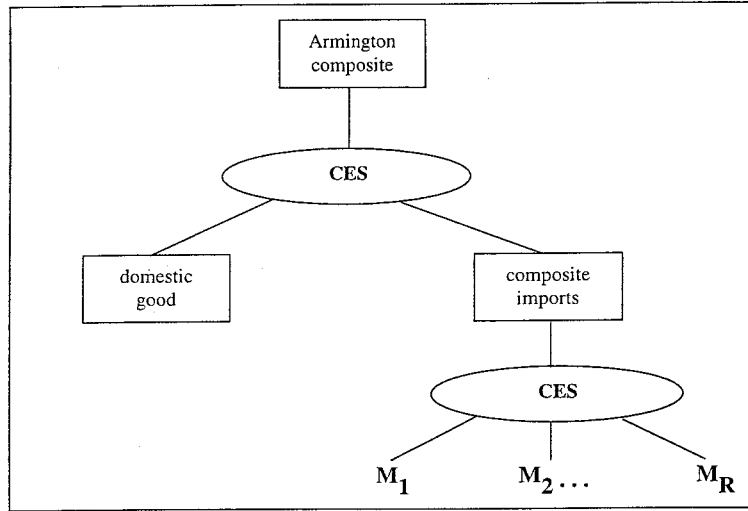 Armington
composite
CES
domestic
good
composite
imports
CES
M1 M2... MR